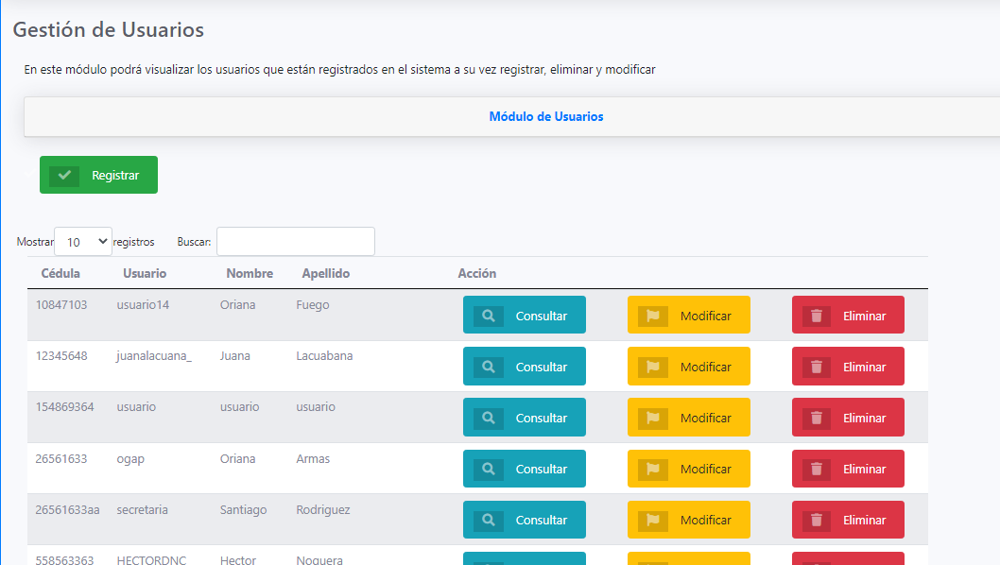 Gestión de Usuarios
En este módulo podrá visualizar los usuarios que están registrados en el sistema a su vez registrar, eliminar y modificar
Módulo de Usuarios
Registrar
Mostrar 10 registros Buscar:
Cédula Usuario Nombre Apellido Acción
10847103 usuario14 Oriana Fuego Consultar Modificar Eliminar
12345648 juanalacuana_ Juana Lacuabana Consultar Modificar Eliminar
154869364 usuario usuario usuario Consultar Modificar Eliminar
26561633 ogap Oriana Armas Consultar Modificar Eliminar
26561633aa secretaria Santiago Rodriguez Consultar Modificar Eliminar
558563363 HECTORDNC Hector Noguera